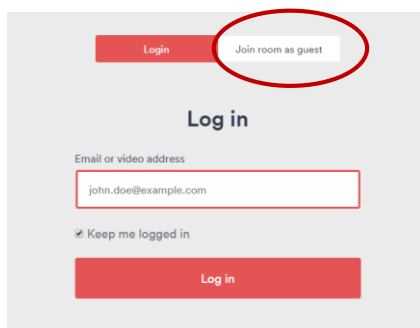 Login Join room as guest
Log in
Email or video address
john.doe@example.com
Keep me logged in
Log in